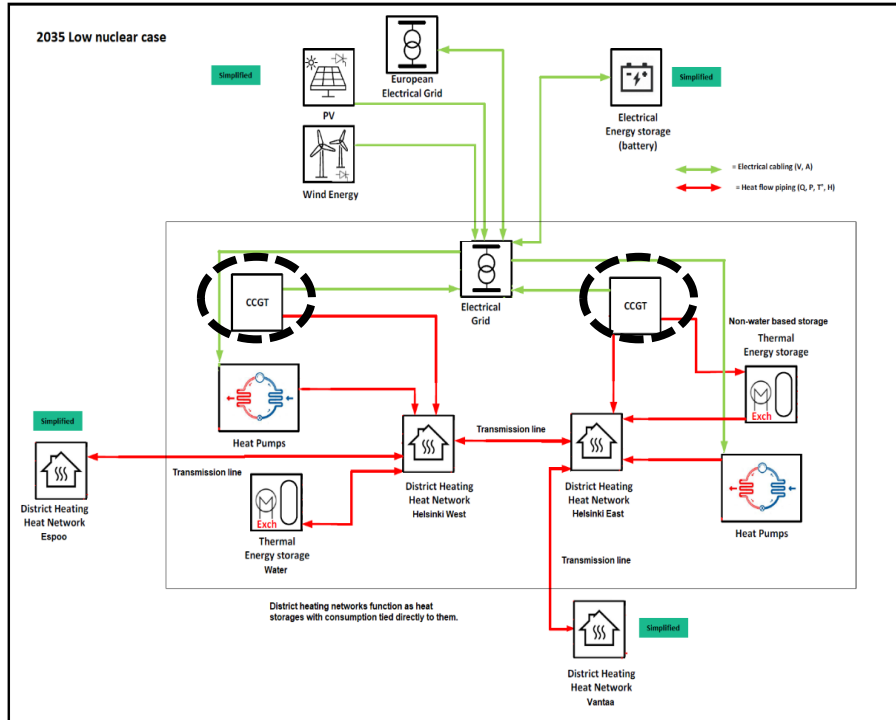 2035 Low nuclear case
Simplified
PV
European
Electrical Grid
Simplified
Electrical
Energy storage
(battery)
Wind Energy
= Electrical cabling (V, A)
= Heat flow piping (Q, P, T°, H)
CCGT
Electrical
Grid
CCGT
Non-water based storage
Thermal
Energy storage
Exch
Heat Pumps
Simplified
District Heating
Heat Network
Espoo
Transmission line
Exch
Thermal
Energy storage
Water
District Heating
Heat Network
Helsinki West
Transmission line
District Heating
Heat Network
Helsinki East
Heat Pumps
Transmission line
District heating networks function as heat
storages with consumption tied directly to them.
Simplified
District Heating
Heat Network
Vantaa